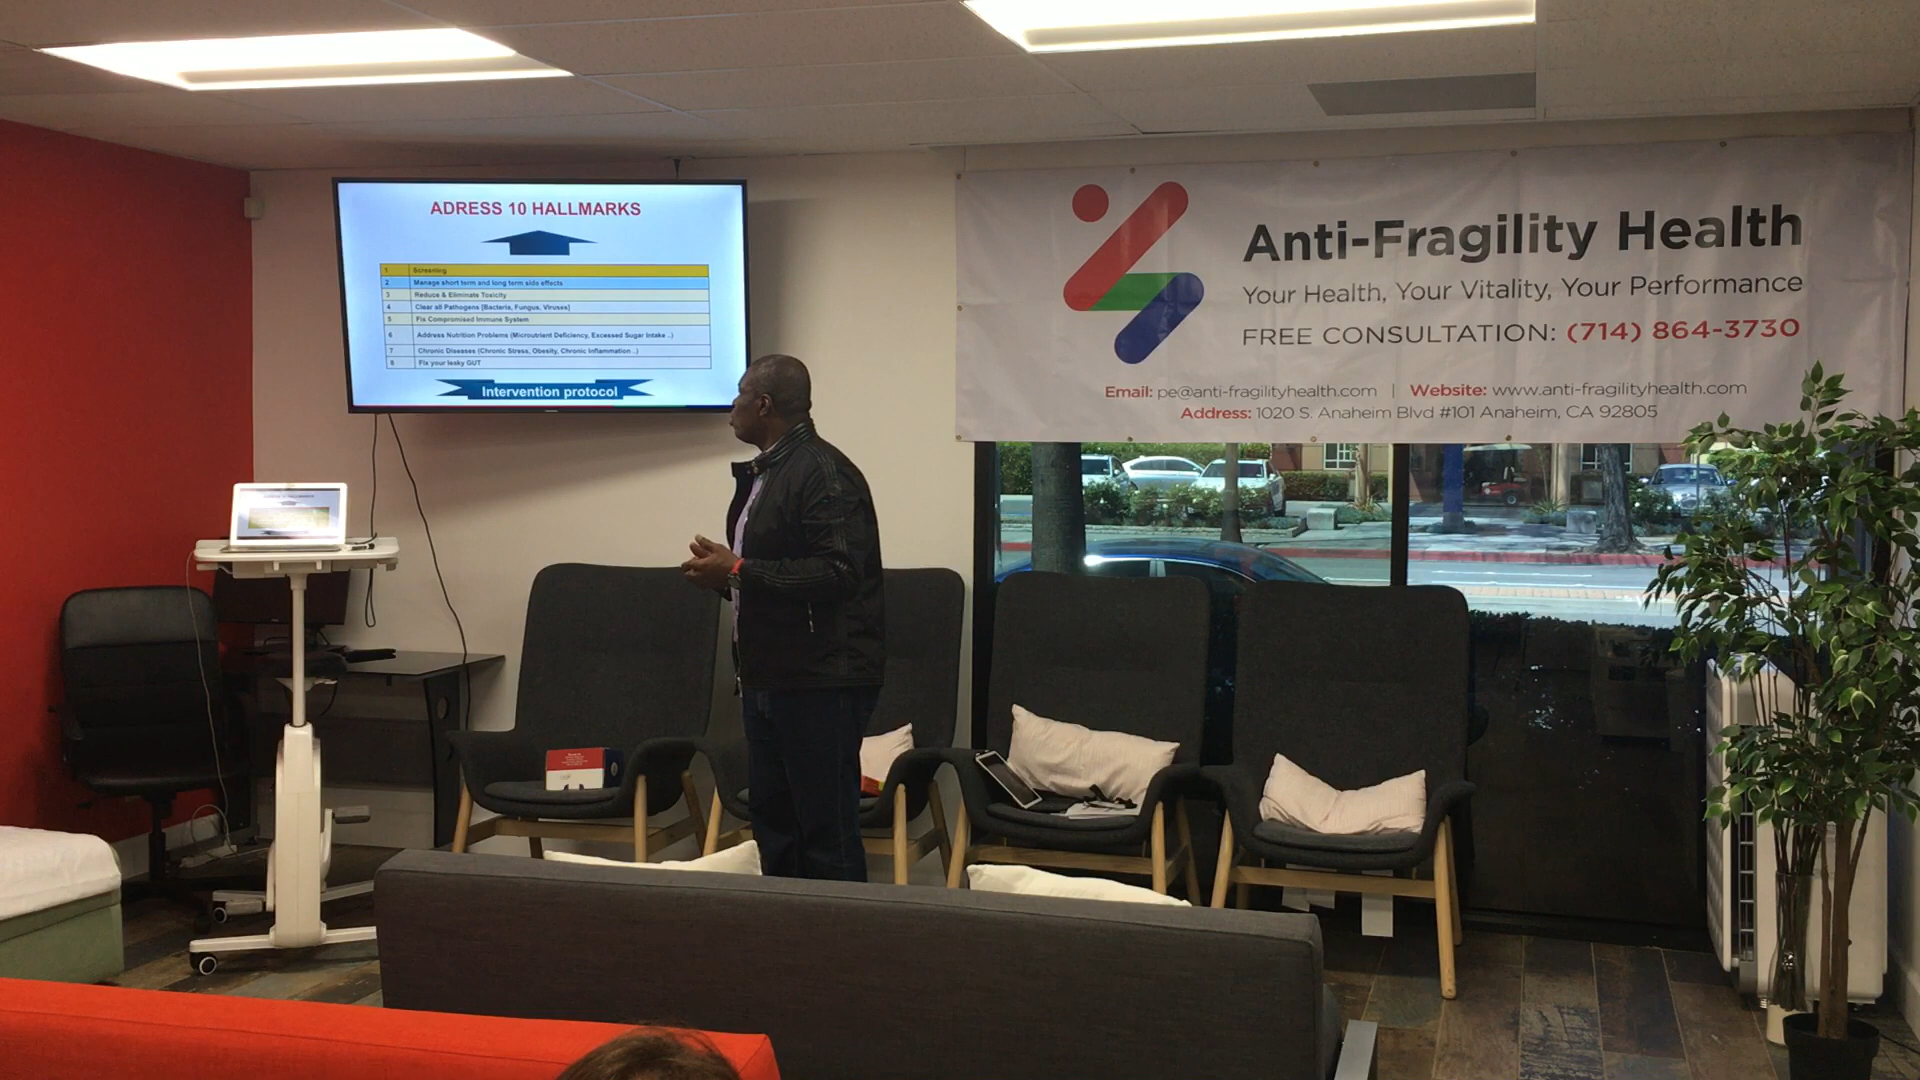 ADRESS 10 HALLMARKS
1 Screening
2 Manage short term and long term side effects
3 Reduce & Eliminate Toxicity
4 Clear all Pathogens (Bacteria, Fungus, Viruses)
5 Fix Compromised Immune System
6 Address Nutrition Problems (Microutrient Deficiency, Excessed Sugar Intake ..)
7 Chronic Diseases (Chronic Stress, Obesity, Chronic Inflammation ..)
8 Fix your leaky GUT
Intervention protocol
Anti-Fragility Health
Your Health, Your Vitality, Your Performance
FREE CONSULTATION: (714) 864-3730
Email: pe@anti-fragilityhealth.com | Website: www.anti-fragilityhealth.com
Address: 1020 S. Anaheim Blvd #101 Anaheim, CA 92805